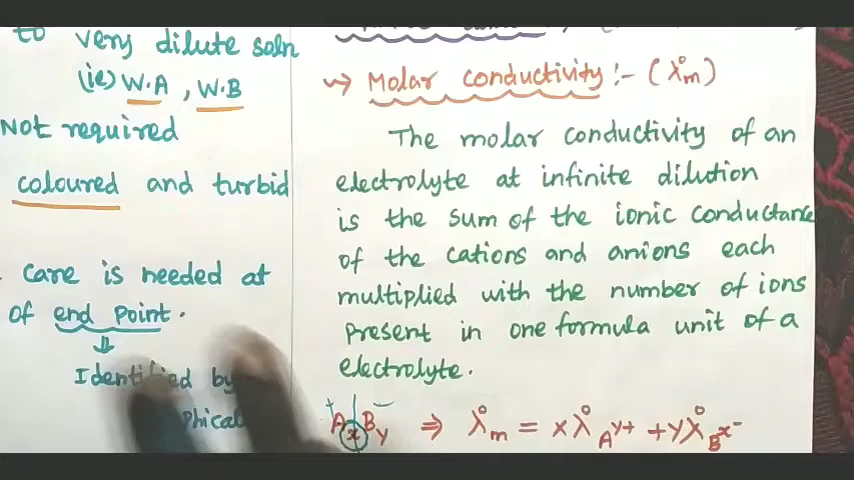 to very dilute soln
(ie) W.A , W.B
Not required
coloured and turbid
care is needed at
of end point.
⇓
Identified by
phical
↝ Molar conductivity :- (λ°m)
The molar conductivity of an
electrolyte at infinite dilution
is the sum of the ionic conductance
of the cations and anions each
multiplied with the number of ions
present in one formula unit of a
electrolyte.
+ −
AxBy ⇒ λ°m = xλ°A^y+ + yλ°B^x-